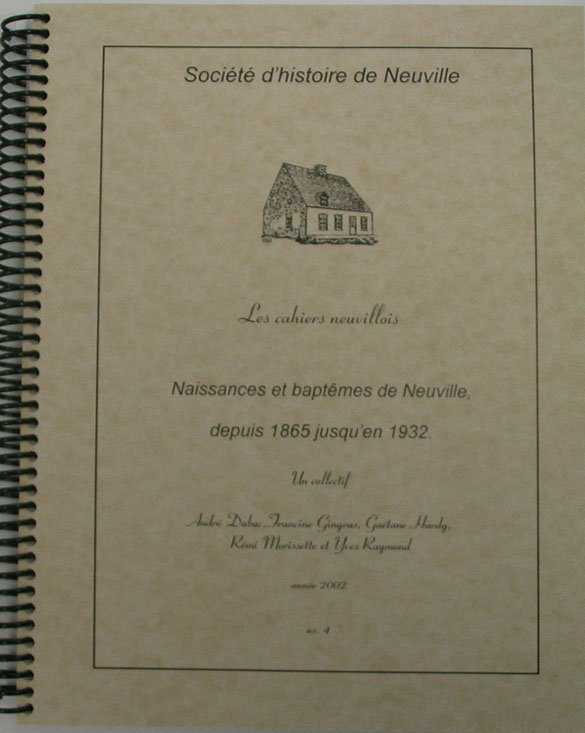 Société d'histoire de Neuville
Les cahiers neuvillois
Naissances et baptêmes de Neuville,
depuis 1865 jusqu'en 1932.
Un collectif
André Dubuc, Francine Gingras, Gaétane Hardy,
Rémi Morissette et Yves Raymond
année 2002
no. 4